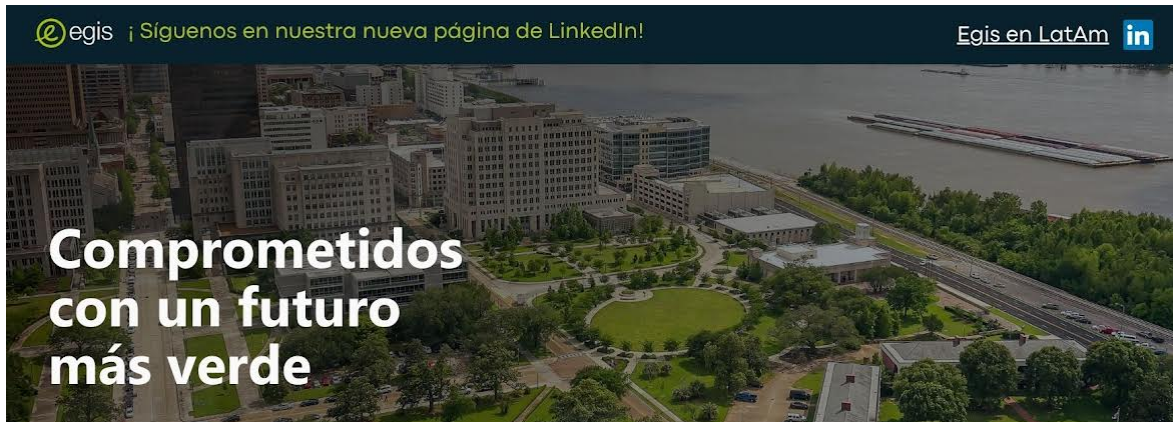 egis ¡ Síguenos en nuestra nueva página de LinkedIn! Egis en LatAm in
Comprometidos
con un futuro
más verde